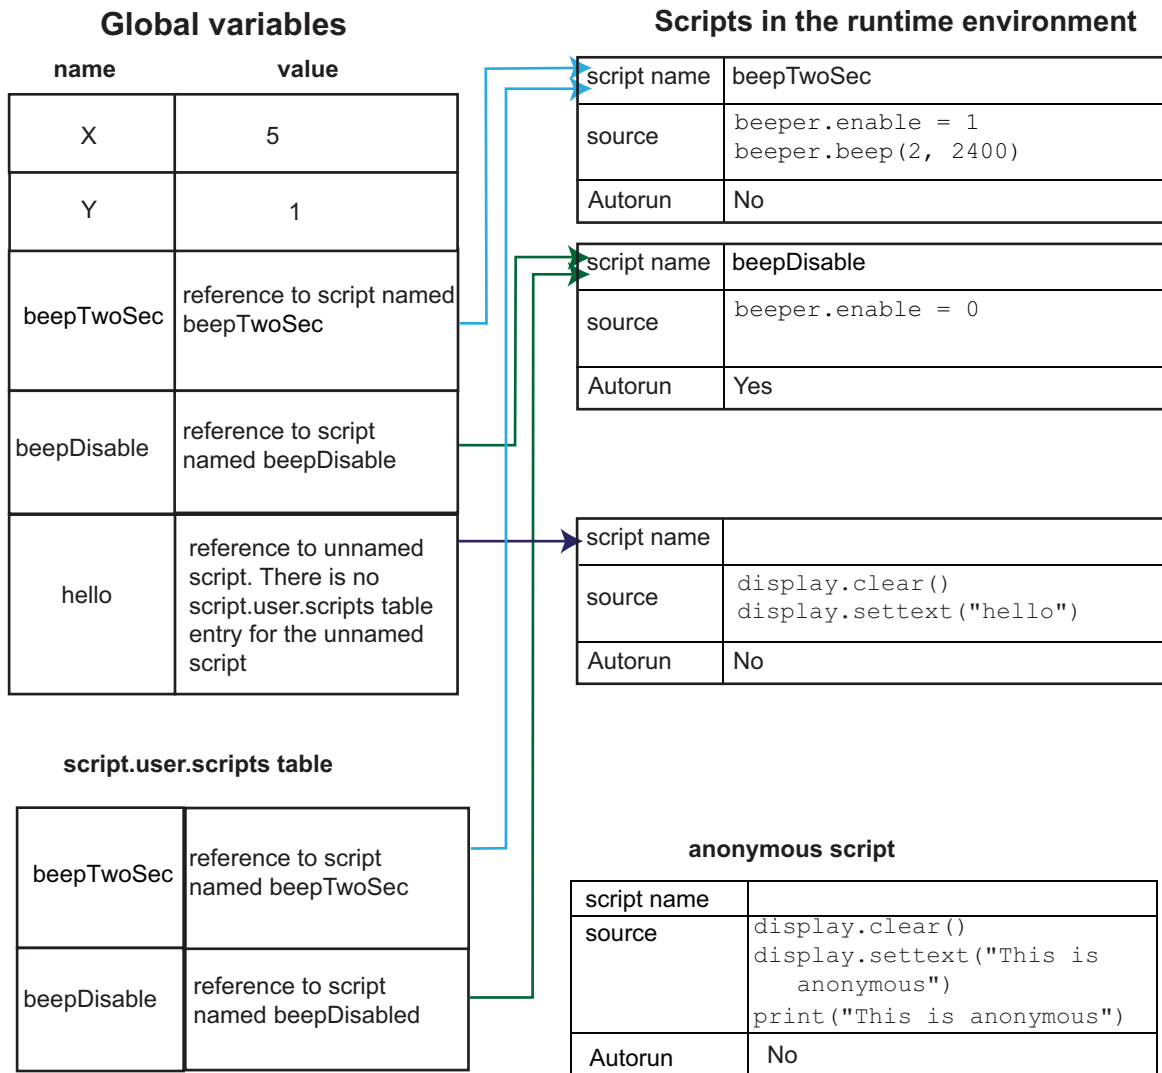 Global variables
name value
X 5
Y 1
beepTwoSec
reference to script named
beepTwoSec
beepDisable
reference to script
named beepDisable
hello
reference to unnamed
script. There is no
script.user.scripts table
entry for the unnamed
script
script.user.scripts table
beepTwoSec
reference to script
named beepTwoSec
beepDisable
reference to script
named beepDisabled
Scripts in the runtime environment
script name beepTwoSec
source
beeper.enable = 1
beeper.beep(2, 2400)
Autorun No
script name beepDisable
source beeper.enable = 0
Autorun Yes
script name
source
display.clear()
display.settext("hello")
Autorun No
anonymous script
script name
source display.clear()
display.settext("This is
anonymous")
print("This is anonymous")
Autorun No